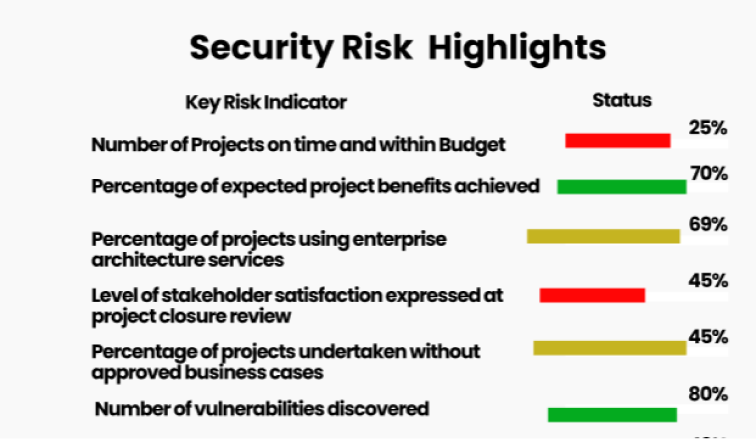 Security Risk Highlights
Key Risk Indicator Status
Number of Projects on time and within Budget 25%
Percentage of expected project benefits achieved 70%
Percentage of projects using enterprise 69%
architecture services
Level of stakeholder satisfaction expressed at 45%
project closure review
Percentage of projects undertaken without 45%
approved business cases
Number of vulnerabilities discovered 80%